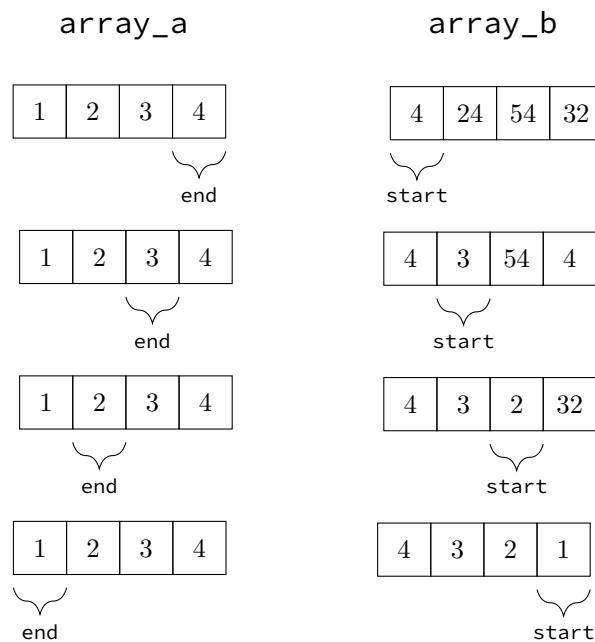 array_a array_b
1 2 3 4 4 24 54 32
end start
1 2 3 4 4 3 54 4
end start
1 2 3 4 4 3 2 32
end start
1 2 3 4 4 3 2 1
end start